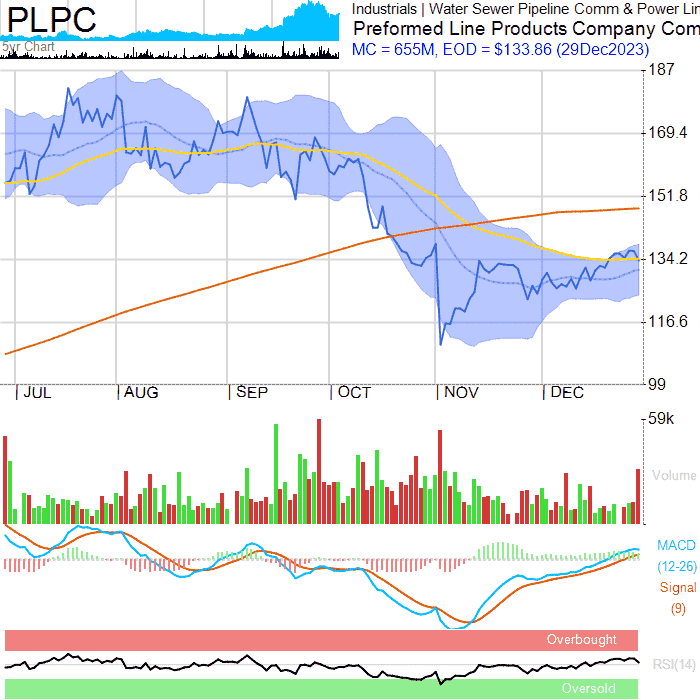 PLPC
5yr Chart
Industrials | Water Sewer Pipeline Comm & Power Lin
Preformed Line Products Company Com
MC = 655M, EOD = $133.86 (29Dec2023)
187
169.4
151.8
134.2
116.6
99
| JUL | AUG | SEP | OCT | NOV | DEC
59k
Volume
MACD
(12-26)
Signal
(9)
Overbought
RSI(14)
Oversold